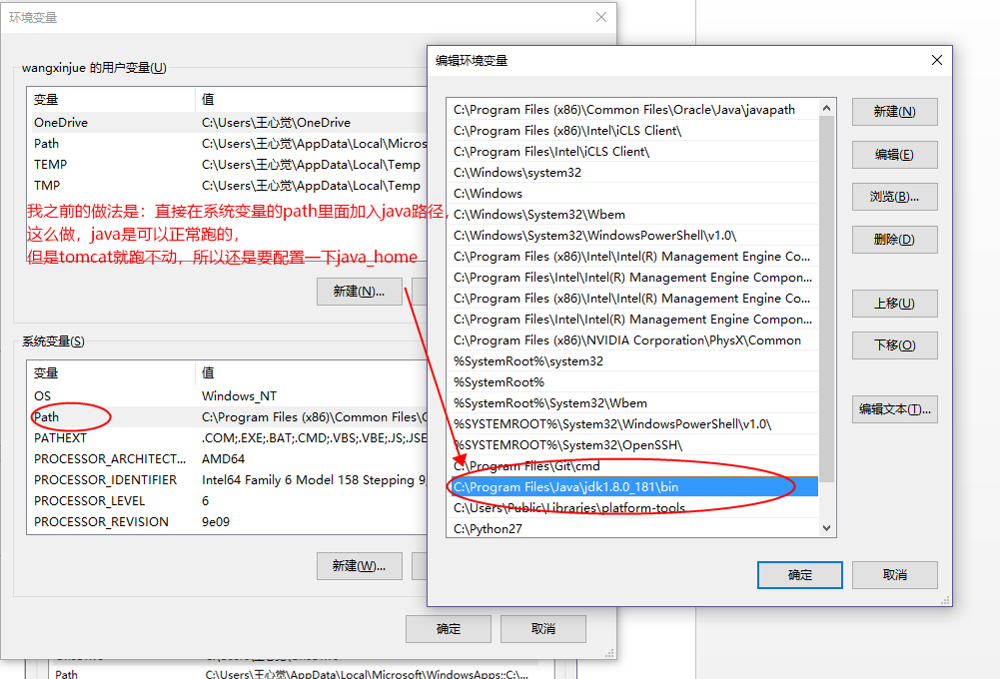 环境变量
wangxinjue 的用户变量(U)
变量 值
OneDrive C:\Users\王心觉\OneDrive
Path C:\Users\王心觉\AppData\Local\Micros
TEMP C:\Users\王心觉\AppData\Local\Temp
TMP C:\Users\王心觉\AppData\Local\Temp
我之前的做法是：直接在系统变量的path里面加入java路径，
这么做，java是可以正常跑的，
但是tomcat就跑不动，所以还是要配置一下java_home
新建(N)...
系统变量(S)
变量 值
OS Windows_NT
Path C:\Program Files (x86)\Common Files\
PATHEXT .COM;.EXE;.BAT;.CMD;.VBS;.VBE;.JS;.JSE
PROCESSOR_ARCHITECT... AMD64
PROCESSOR_IDENTIFIER Intel64 Family 6 Model 158 Stepping 9,
PROCESSOR_LEVEL 6
PROCESSOR_REVISION 9e09
新建(W)...
确定
取消
编辑环境变量
C:\Program Files (x86)\Common Files\Oracle\Java\javapath
C:\Program Files (x86)\Intel\iCLS Client\
C:\Program Files\Intel\iCLS Client\
C:\Windows\system32
C:\Windows
C:\Windows\System32\Wbem
C:\Windows\System32\WindowsPowerShell\v1.0\
C:\Program Files (x86)\Intel\Intel(R) Management Engine Co...
C:\Program Files\Intel\Intel(R) Management Engine Compon...
C:\Program Files (x86)\Intel\Intel(R) Management Engine Co...
C:\Program Files\Intel\Intel(R) Management Engine Compon...
C:\Program Files (x86)\NVIDIA Corporation\PhysX\Common
%SystemRoot%\system32
%SystemRoot%
%SystemRoot%\System32\Wbem
%SYSTEMROOT%\System32\WindowsPowerShell\v1.0\
%SYSTEMROOT%\System32\OpenSSH\
C:\Program Files\Git\cmd
C:\Program Files\Java\jdk1.8.0_181\bin
C:\Users\Public\Libraries\platform-tools
C:\Python27
新建(N)
编辑(E)
浏览(B)...
删除(D)
上移(U)
下移(O)
编辑文本(T)...
确定
取消
Path C:\Users\王心觉\AppData\Local\Microsoft\WindowsApps;C:\...